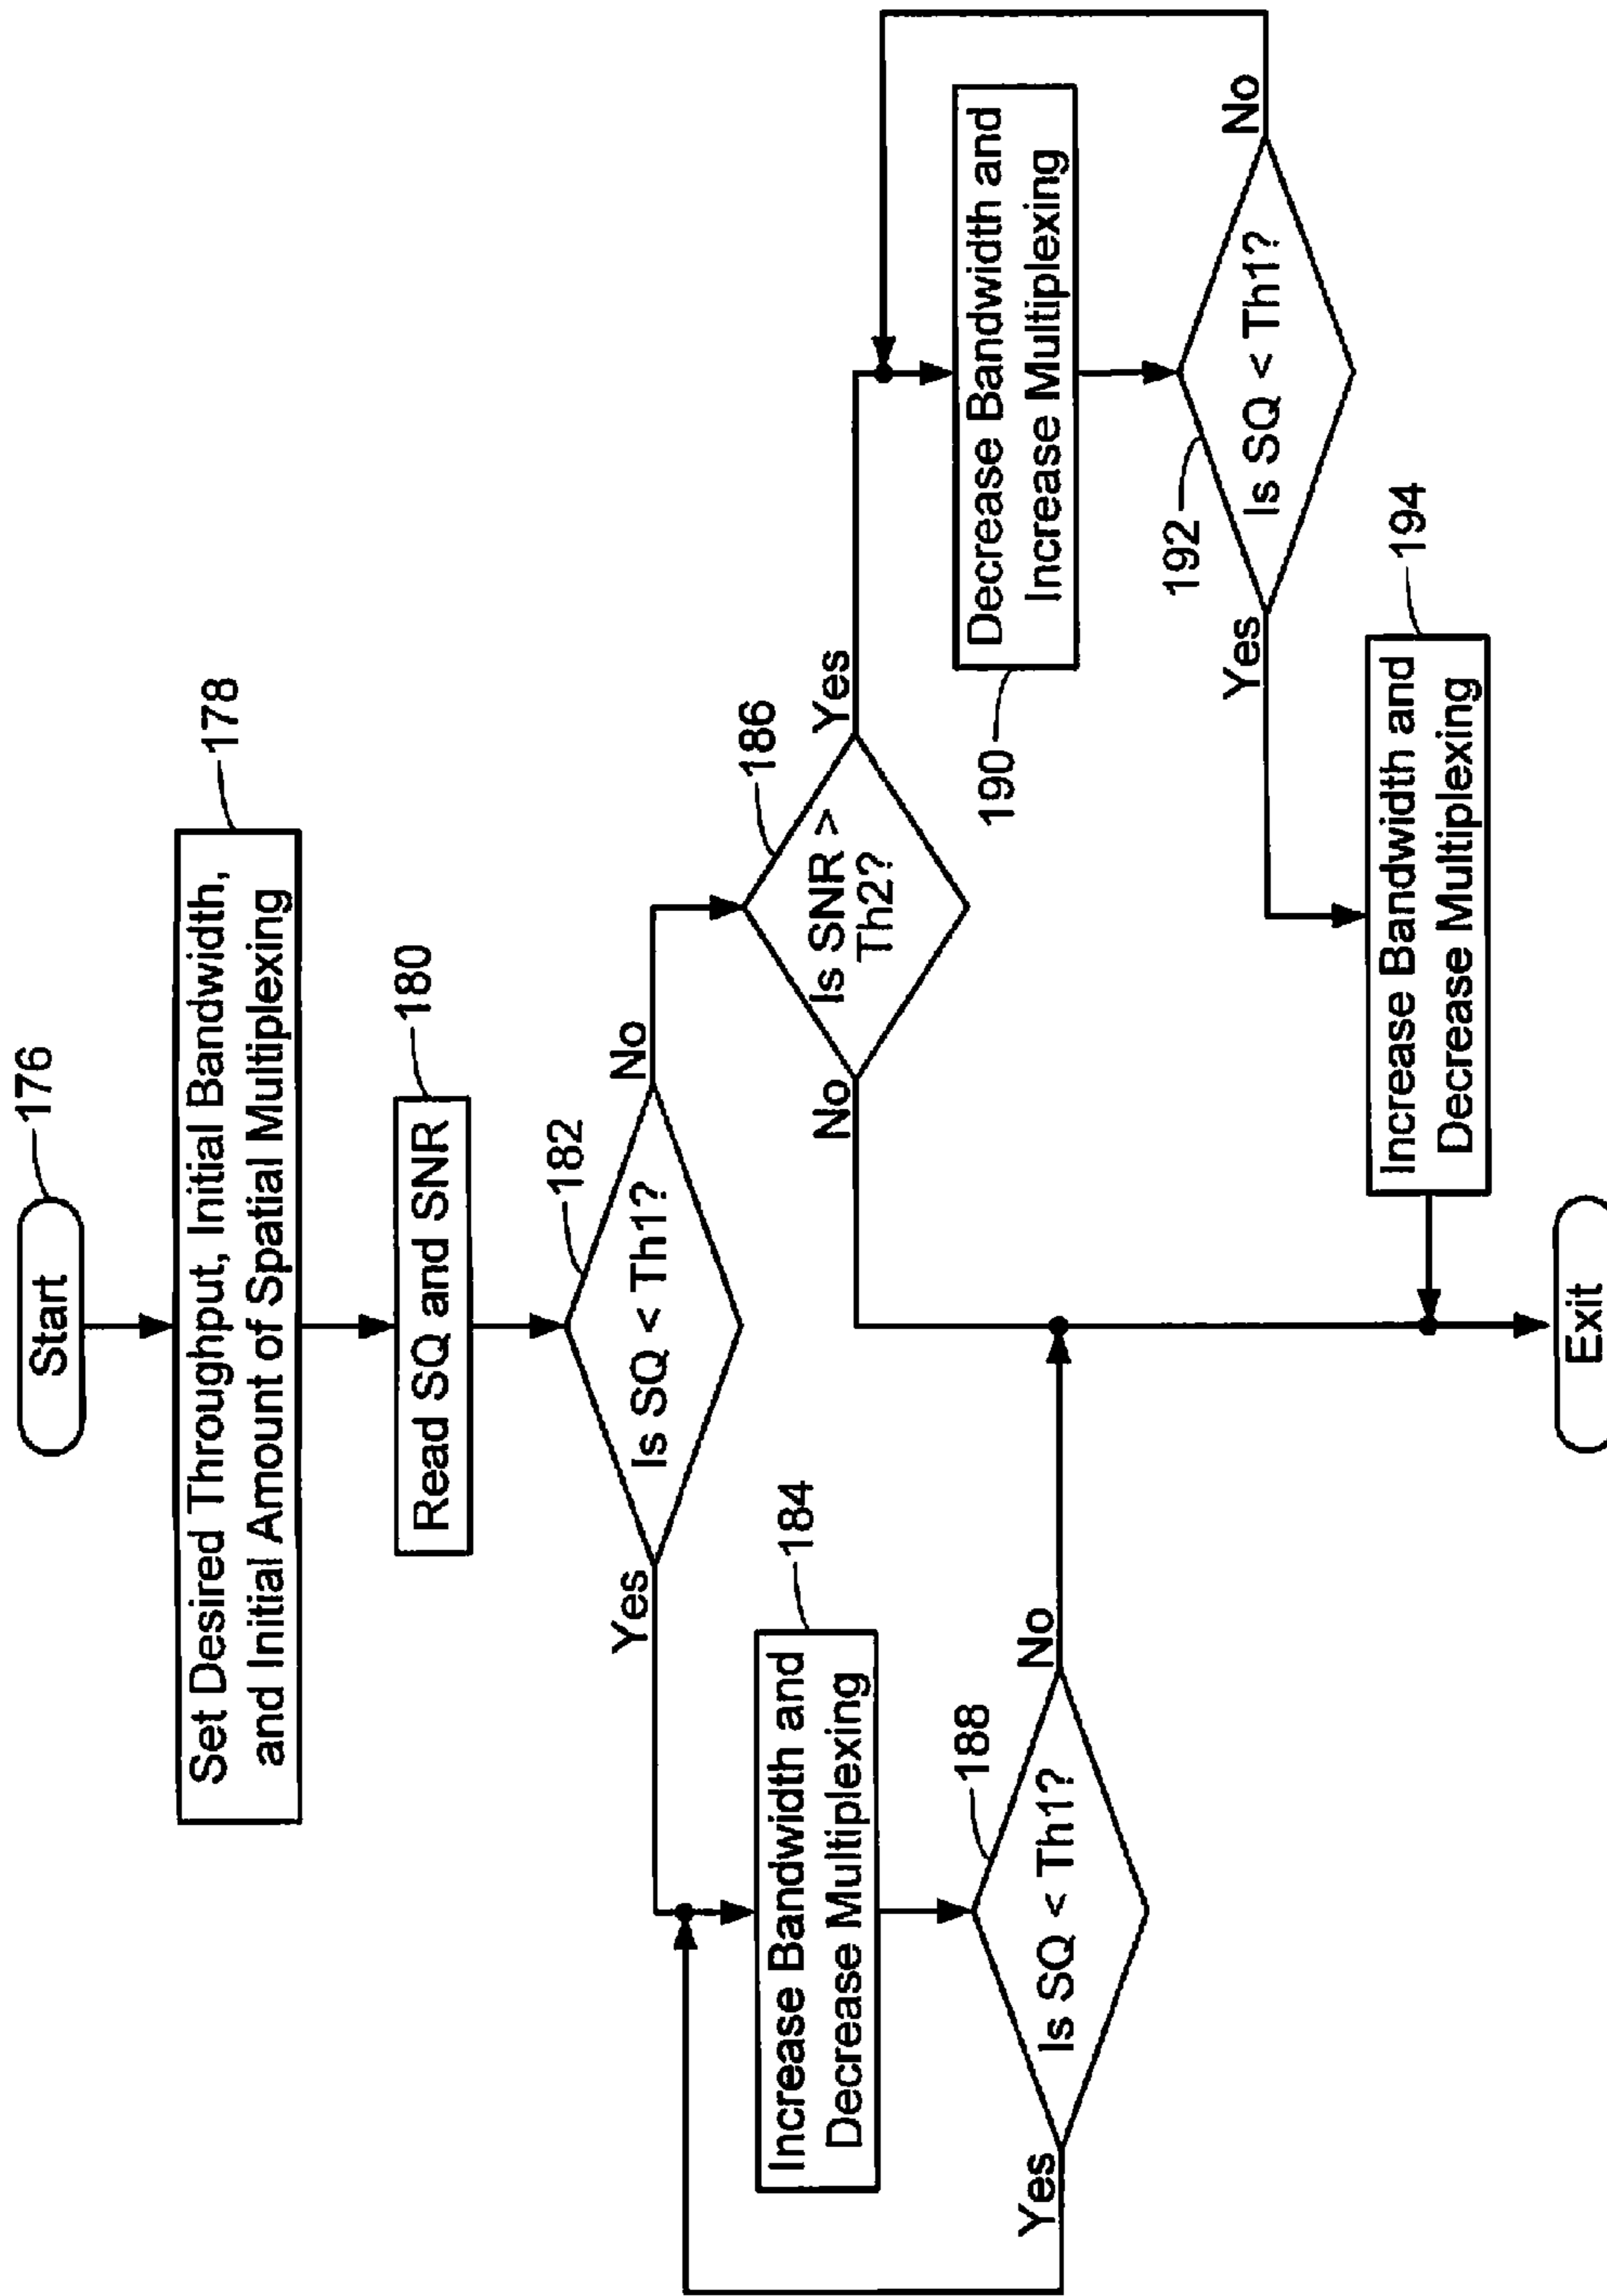 Start
176
Set Desired Throughput, Initial Bandwidth,
and Initial Amount of Spatial Multiplexing
178
Read SQ and SNR
180
Is SQ < Th1?
182
Yes
No
Increase Bandwidth and
Decrease Multiplexing
184
Is SNR >
Th2?
186
No
Yes
Is SQ < Th1?
188
Yes
No
Decrease Bandwidth and
Increase Multiplexing
190
Is SQ < Th1?
192
Yes
No
Increase Bandwidth and
Decrease Multiplexing
194
Exit